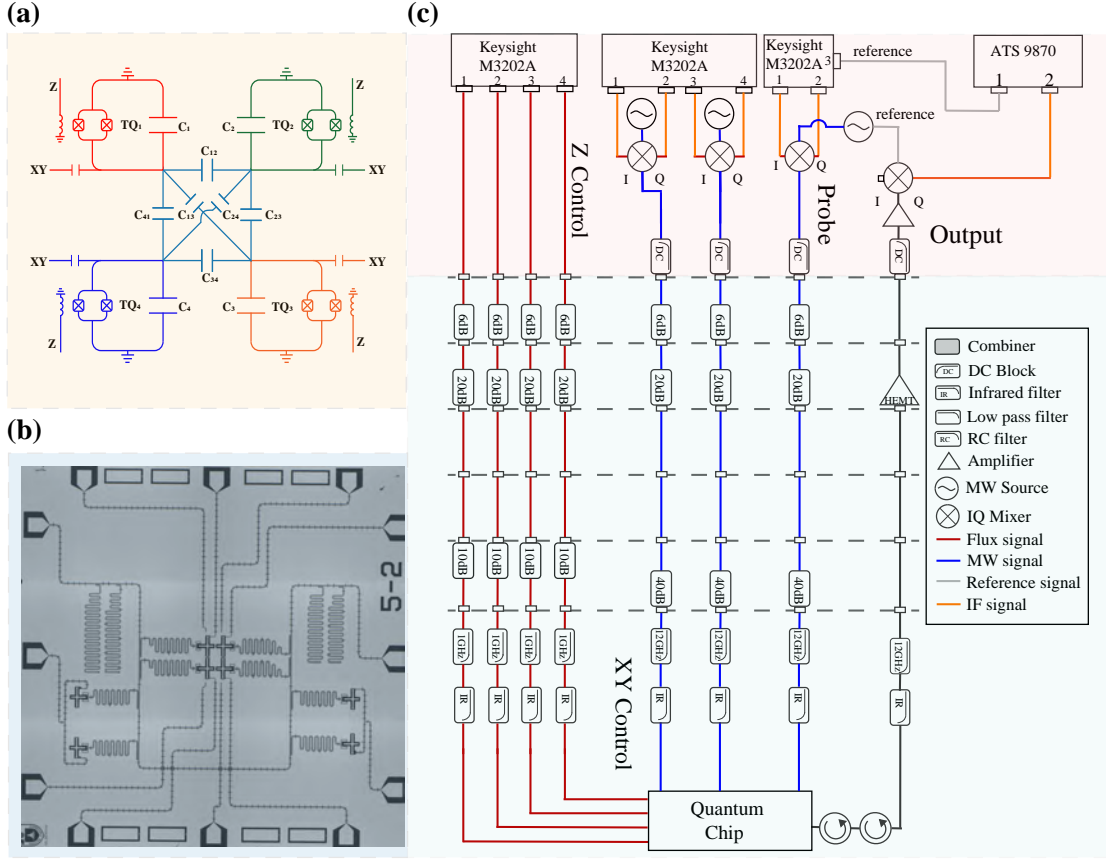 (a)
Z
TQ₁
C₁
C₂
TQ₂
Z
XY
C₁₂
XY
C₄₁
C₁₃
C₂₄
C₂₃
XY
C₃₄
XY
TQ₄
C₄
C₃
TQ₃
Z
Z
(b)
5-2
(c)
Keysight
M3202A
1 2 3 4
Keysight
M3202A
1 2 3 4
Keysight
M3202A
3
1 2
reference
ATS 9870
1 2
reference
I Q
I Q
I Q
I Q
Z Control
Probe
Output
DC DC DC DC
6dB 6dB 6dB 6dB 6dB 6dB 6dB
20dB 20dB 20dB 20dB 20dB 20dB 20dB
HEMT
10dB 10dB 10dB 10dB
40dB 40dB 40dB
1GHz 1GHz 1GHz 1GHz 12GHz 12GHz 12GHz 12GHz
IR IR IR IR IR IR IR IR
XY Control
Quantum
Chip
Combiner
DC DC Block
IR Infrared filter
Low pass filter
RC RC filter
Amplifier
MW Source
IQ Mixer
Flux signal
MW signal
Reference signal
IF signal